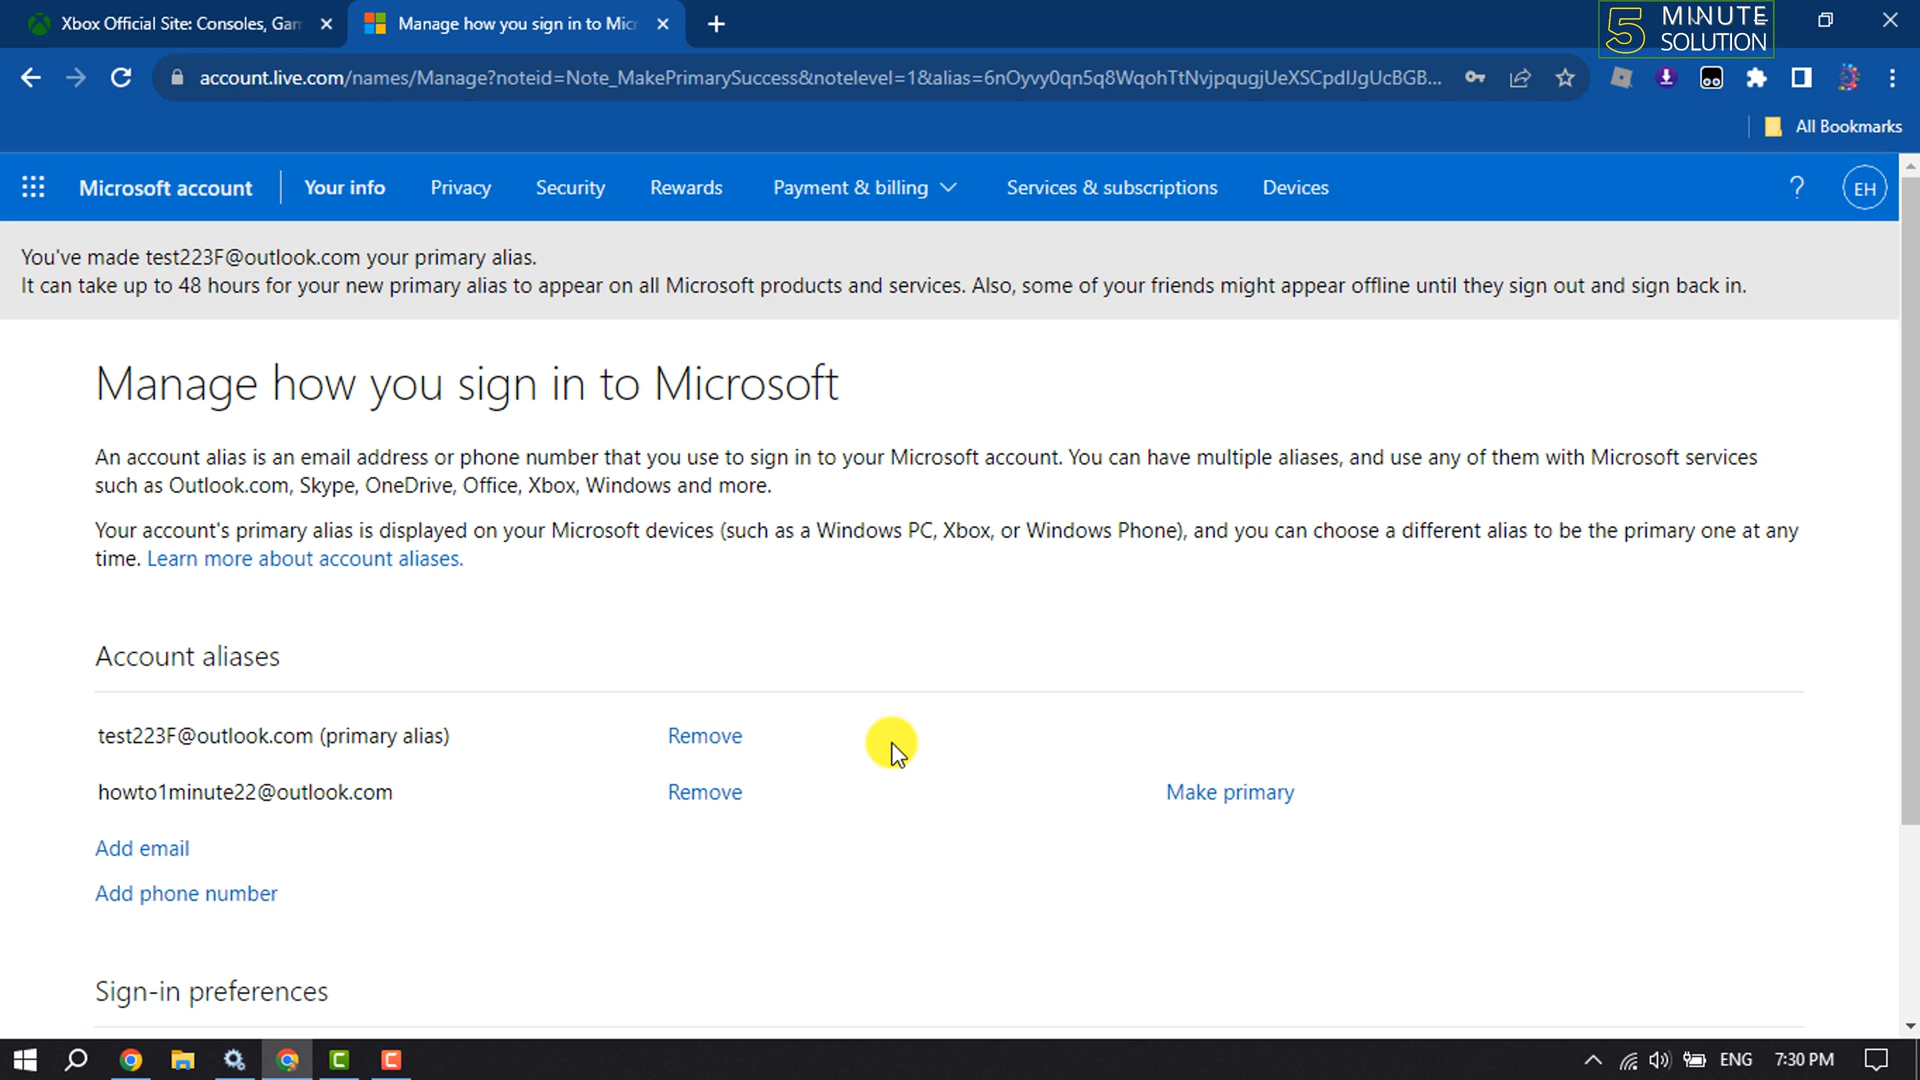 Xbox Official Site: Consoles, Gam
Manage how you sign in to Micr
5 MINUTE SOLUTION
account.live.com/names/Manage?noteid=Note_MakePrimarySuccess&notelevel=1&alias=6nOyvy0qn5q8WqohTtNvjpqugjUeXSCpdIJgUcBGB...
All Bookmarks
Microsoft account
Your info
Privacy
Security
Rewards
Payment & billing
Services & subscriptions
Devices
?
EH
You've made test223F@outlook.com your primary alias.
It can take up to 48 hours for your new primary alias to appear on all Microsoft products and services. Also, some of your friends might appear offline until they sign out and sign back in.
Manage how you sign in to Microsoft
An account alias is an email address or phone number that you use to sign in to your Microsoft account. You can have multiple aliases, and use any of them with Microsoft services
such as Outlook.com, Skype, OneDrive, Office, Xbox, Windows and more.
Your account's primary alias is displayed on your Microsoft devices (such as a Windows PC, Xbox, or Windows Phone), and you can choose a different alias to be the primary one at any
time. Learn more about account aliases.
Account aliases
test223F@outlook.com (primary alias)
Remove
howto1minute22@outlook.com
Remove
Make primary
Add email
Add phone number
Sign-in preferences
ENG
7:30 PM